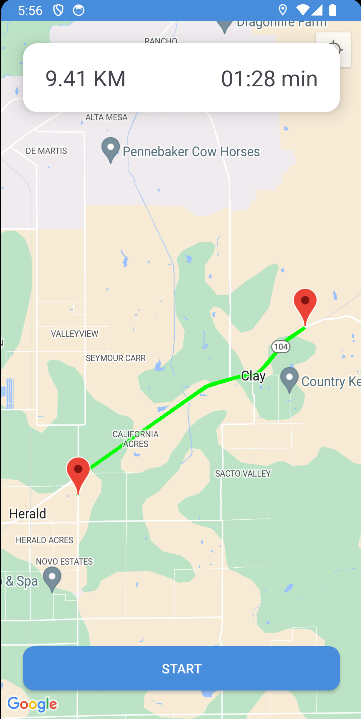 5:56
Dragonfire Farm
RANCHO
9.41 KM
01:28 min
ALTA MESA
DE MARTIS
Pennebaker Cow Horses
VALLEYVIEW
104
SEYMOUR CARR
Clay
Country Ke
CALIFORNIA
ACRES
SACTO VALLEY
Herald
HERALD ACRES
NOVO ESTATES
& Spa
START
Google